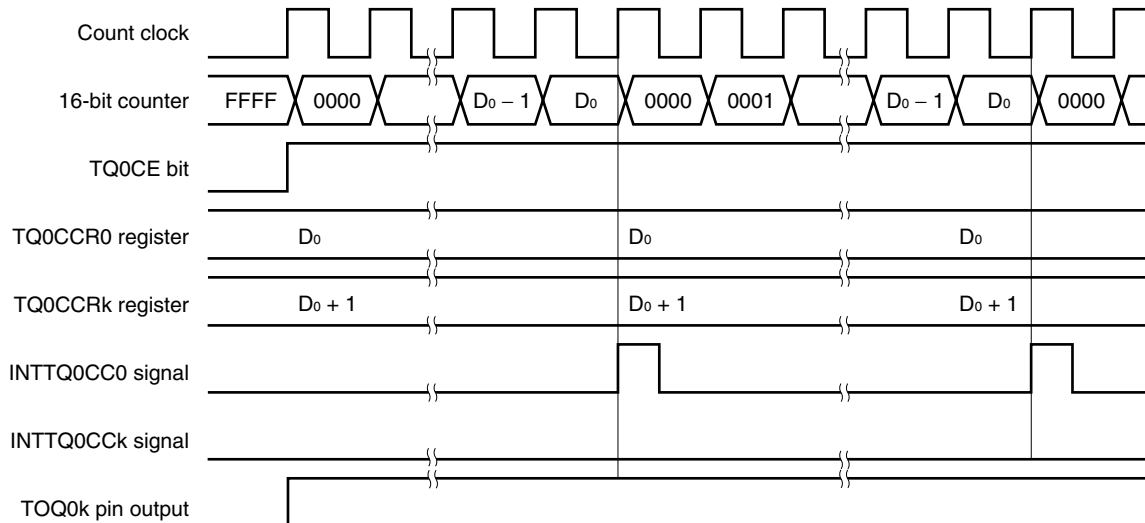 Count clock
16-bit counter FFFF 0000 D0 − 1 D0 0000 0001 D0 − 1 D0 0000
TQ0CE bit
TQ0CCR0 register D0 D0 D0
TQ0CCRk register D0 + 1 D0 + 1 D0 + 1
INTTQ0CC0 signal
INTTQ0CCk signal
TOQ0k pin output